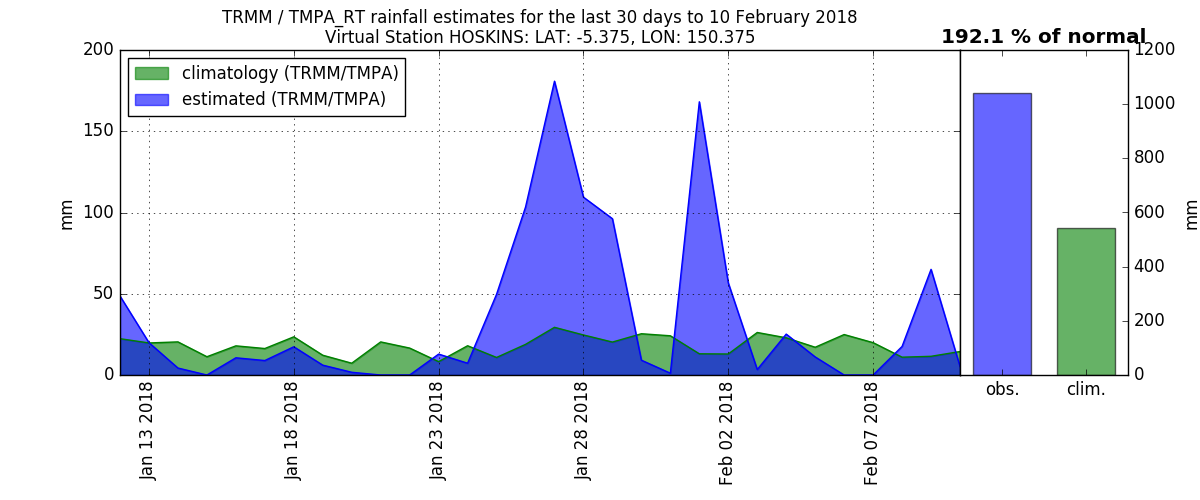 TRMM / TMPA_RT rainfall estimates for the last 30 days to 10 February 2018
Virtual Station HOSKINS: LAT: -5.375, LON: 150.375
192.1 % of normal
climatology (TRMM/TMPA)
estimated (TRMM/TMPA)
200
150
100
50
0
mm
Jan 13 2018
Jan 18 2018
Jan 23 2018
Jan 28 2018
Feb 02 2018
Feb 07 2018
1200
1000
800
600
400
200
0
mm
obs.
clim.